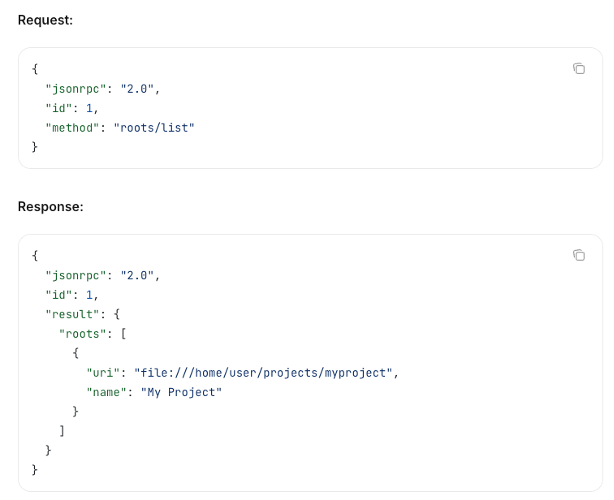 Request:
{
  "jsonrpc": "2.0",
  "id": 1,
  "method": "roots/list"
}
Response:
{
  "jsonrpc": "2.0",
  "id": 1,
  "result": {
    "roots": [
      {
        "uri": "file:///home/user/projects/myproject",
        "name": "My Project"
      }
    ]
  }
}